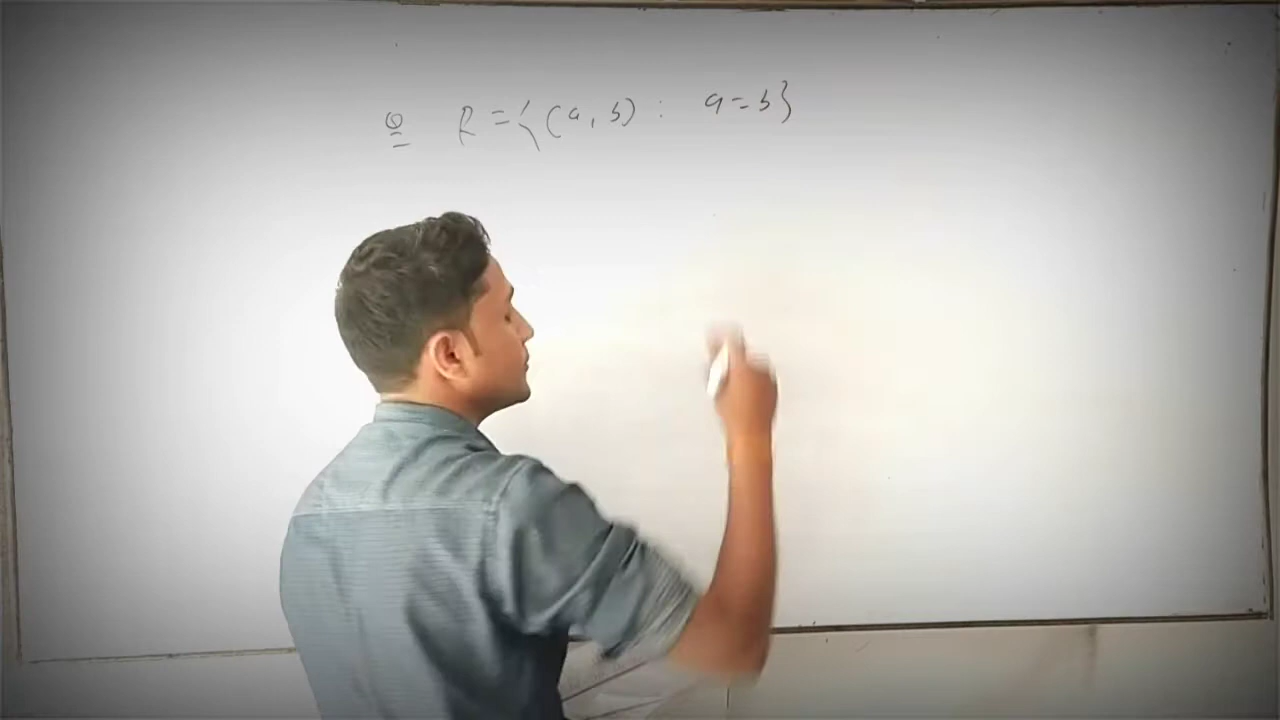 Q R = {(a, b) : a = b}